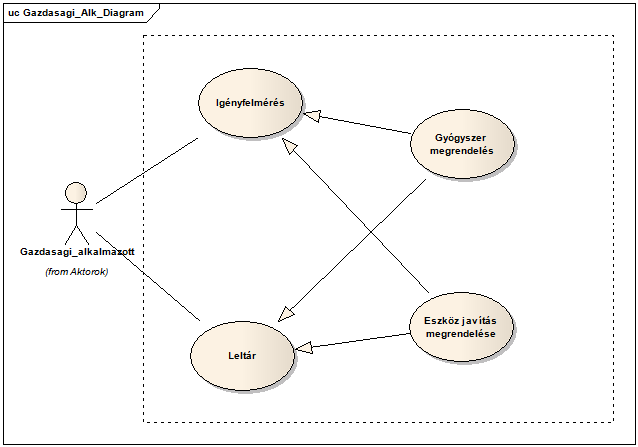 uc Gazdasagi_Alk_Diagram
Igényfelmérés
Gyógyszer
megrendelés
Gazdasagi_alkalmazott
(from Aktorok)
Eszköz javítás
megrendelése
Leltár